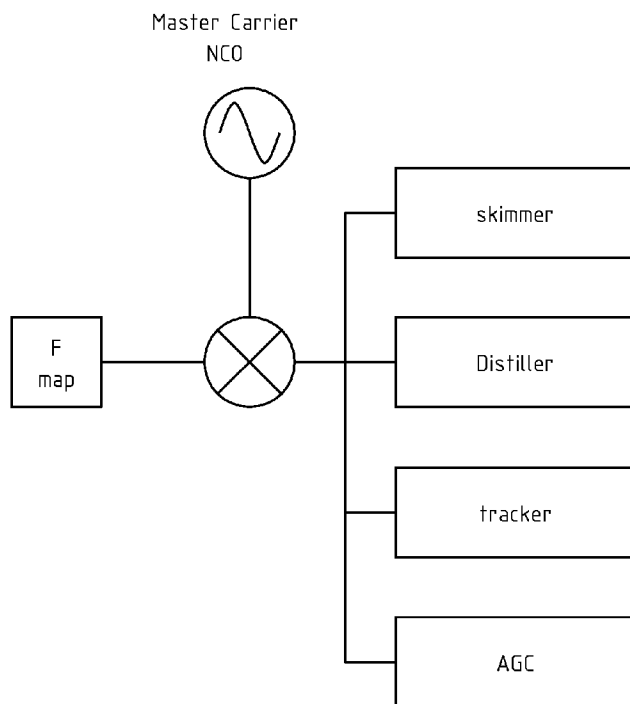 Master Carrier
NCO
skimmer
F
map
Distiller
tracker
AGC